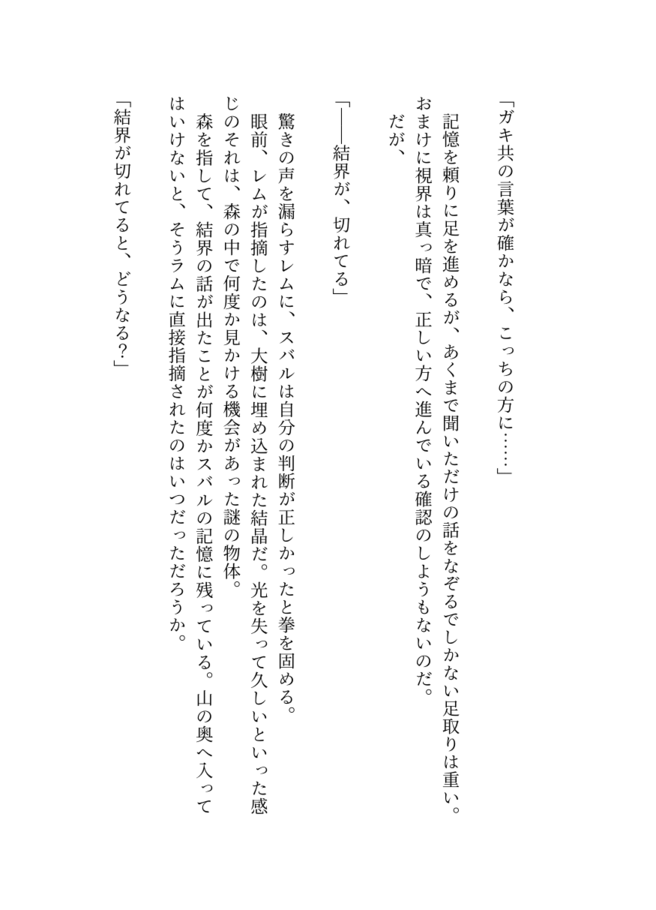 「ガキ共の言葉が確かなら、こっちの方に……」
　記憶を頼りに足を進めるが、あくまで聞いただけの話をなぞるでしかない足取りは重い。
おまけに視界は真っ暗で、正しい方へ進んでいる確認のしようもないのだ。
　だが、
「――結界が、切れてる」
　驚きの声を漏らすレムに、スバルは自分の判断が正しかったと拳を固める。
　眼前、レムが指摘したのは、大樹に埋め込まれた結晶だ。光を失って久しいといった感
じのそれは、森の中で何度か見かける機会があった謎の物体。
　森を指して、結界の話が出たことが何度かスバルの記憶に残っている。山の奥へ入って
はいけないと、そうラムに直接指摘されたのはいつだっただろうか。
「結界が切れてると、どうなる？」